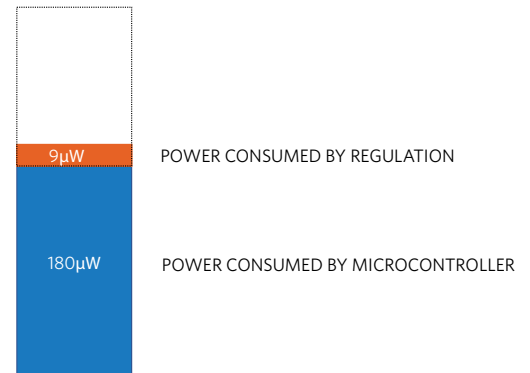 9μW
POWER CONSUMED BY REGULATION
180μW
POWER CONSUMED BY MICROCONTROLLER